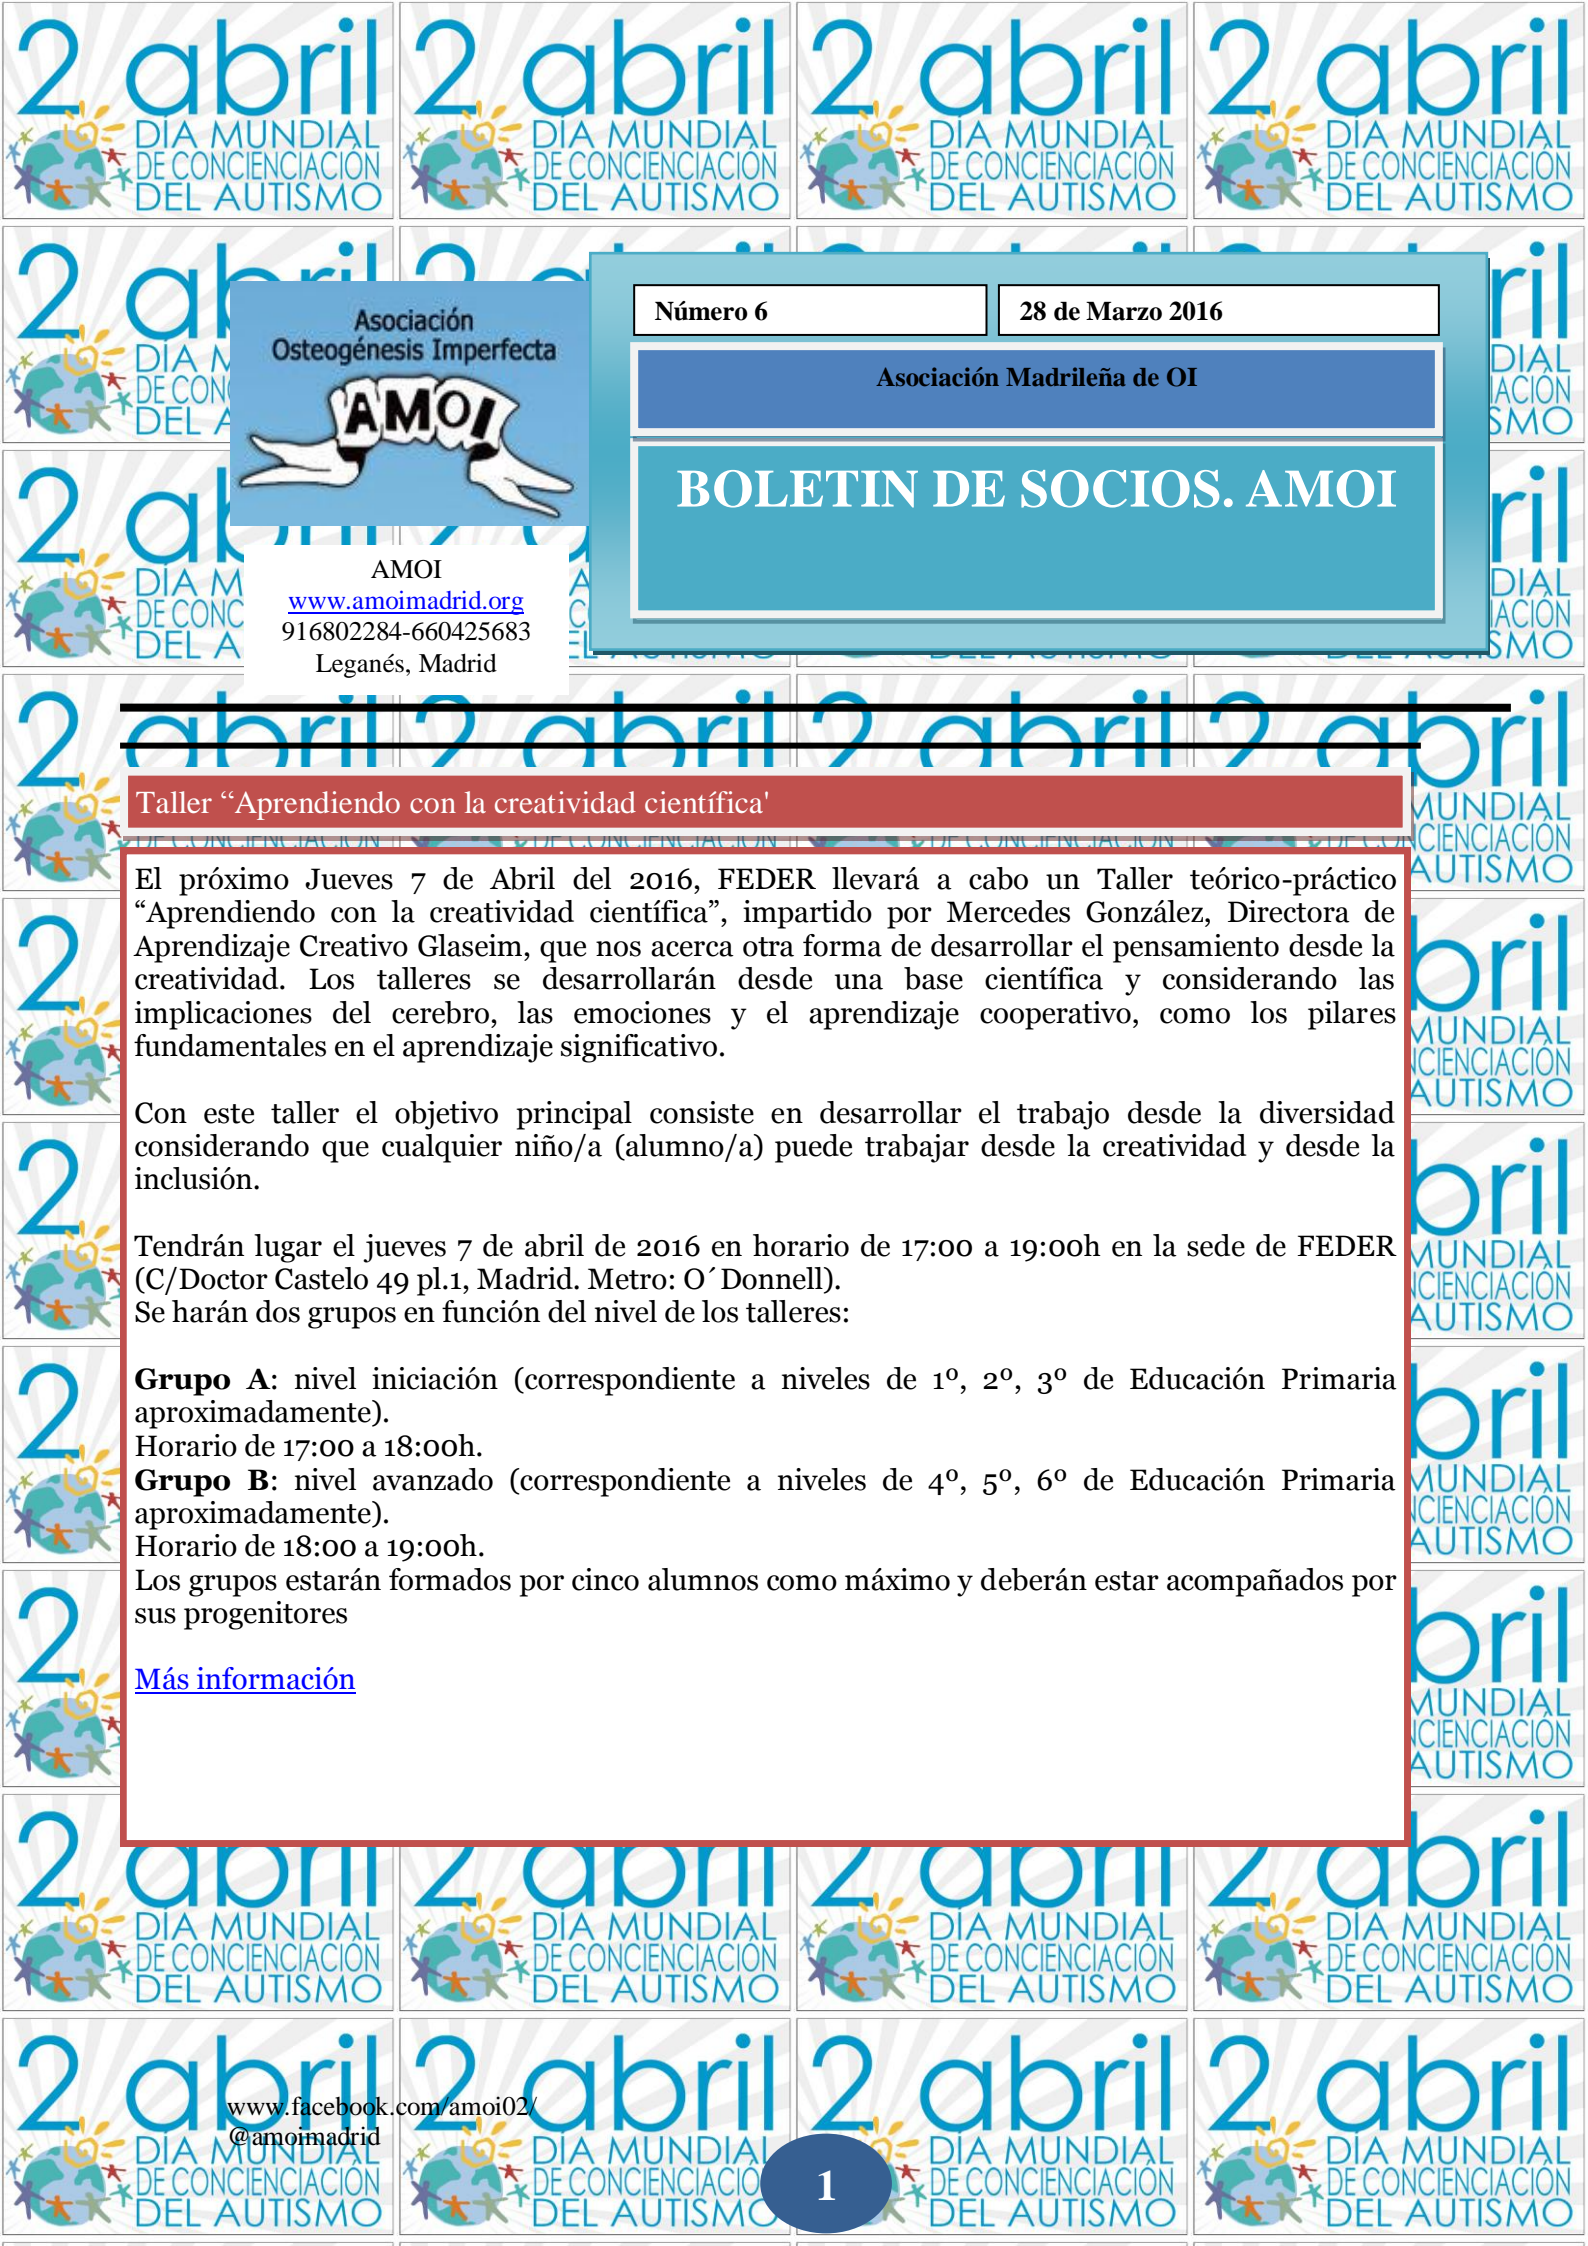 2 abril
DÍA MUNDIAL
DE CONCIENCIACIÓN
DEL AUTISMO
Asociación
Osteogénesis Imperfecta
AMOI
Número 6
28 de Marzo 2016
Asociación Madrileña de OI
BOLETIN DE SOCIOS. AMOI
AMOI
www.amoimadrid.org
916802284-660425683
Leganés, Madrid
Taller “Aprendiendo con la creatividad científica'
El próximo Jueves 7 de Abril del 2016, FEDER llevará a cabo un Taller teórico-práctico
“Aprendiendo con la creatividad científica”, impartido por Mercedes González, Directora de
Aprendizaje Creativo Glaseim, que nos acerca otra forma de desarrollar el pensamiento desde la
creatividad. Los talleres se desarrollarán desde una base científica y considerando las
implicaciones del cerebro, las emociones y el aprendizaje cooperativo, como los pilares
fundamentales en el aprendizaje significativo.
Con este taller el objetivo principal consiste en desarrollar el trabajo desde la diversidad
considerando que cualquier niño/a (alumno/a) puede trabajar desde la creatividad y desde la
inclusión.
Tendrán lugar el jueves 7 de abril de 2016 en horario de 17:00 a 19:00h en la sede de FEDER
(C/Doctor Castelo 49 pl.1, Madrid. Metro: O´Donnell).
Se harán dos grupos en función del nivel de los talleres:
Grupo A: nivel iniciación (correspondiente a niveles de 1º, 2º, 3º de Educación Primaria
aproximadamente).
Horario de 17:00 a 18:00h.
Grupo B: nivel avanzado (correspondiente a niveles de 4º, 5º, 6º de Educación Primaria
aproximadamente).
Horario de 18:00 a 19:00h.
Los grupos estarán formados por cinco alumnos como máximo y deberán estar acompañados por
sus progenitores
Más información
www.facebook.com/amoi02/
@amoimadrid
1